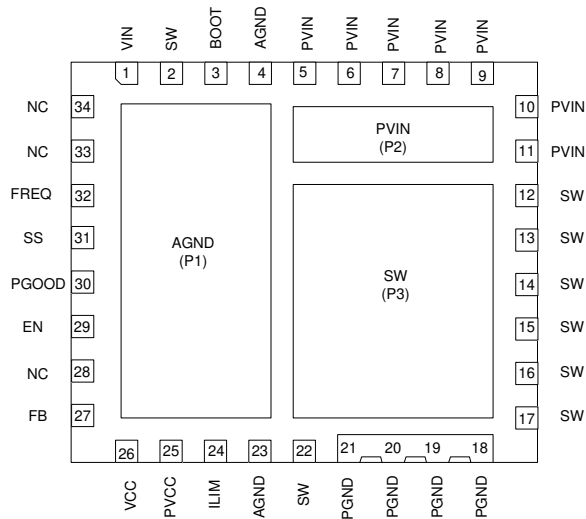 VIN SW BOOT AGND PVIN PVIN PVIN PVIN PVIN
1 2 3 4 5 6 7 8 9
NC 34 10 PVIN
PVIN
(P2)
NC 33 11 PVIN
FREQ 32 12 SW
SS 31 13 SW
AGND
(P1)
SW
(P3)
PGOOD 30 14 SW
EN 29 15 SW
NC 28 16 SW
FB 27 17 SW
26 25 24 23 22 21 20 19 18
VCC PVCC ILIM AGND SW PGND PGND PGND PGND